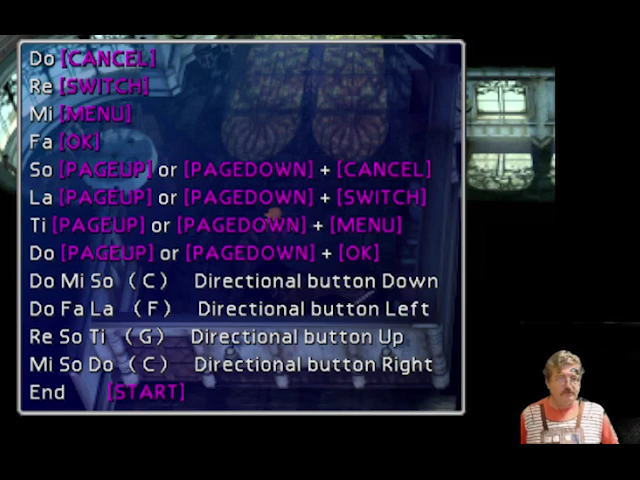 Do [CANCEL]
Re [SWITCH]
Mi [MENU]
Fa [OK]
So [PAGEUP] or [PAGEDOWN] + [CANCEL]
La [PAGEUP] or [PAGEDOWN] + [SWITCH]
Ti [PAGEUP] or [PAGEDOWN] + [MENU]
Do [PAGEUP] or [PAGEDOWN] + [OK]
Do Mi So ( C ) Directional button Down
Do Fa La ( F ) Directional button Left
Re So Ti ( G ) Directional button Up
Mi So Do ( C ) Directional button Right
End [START]